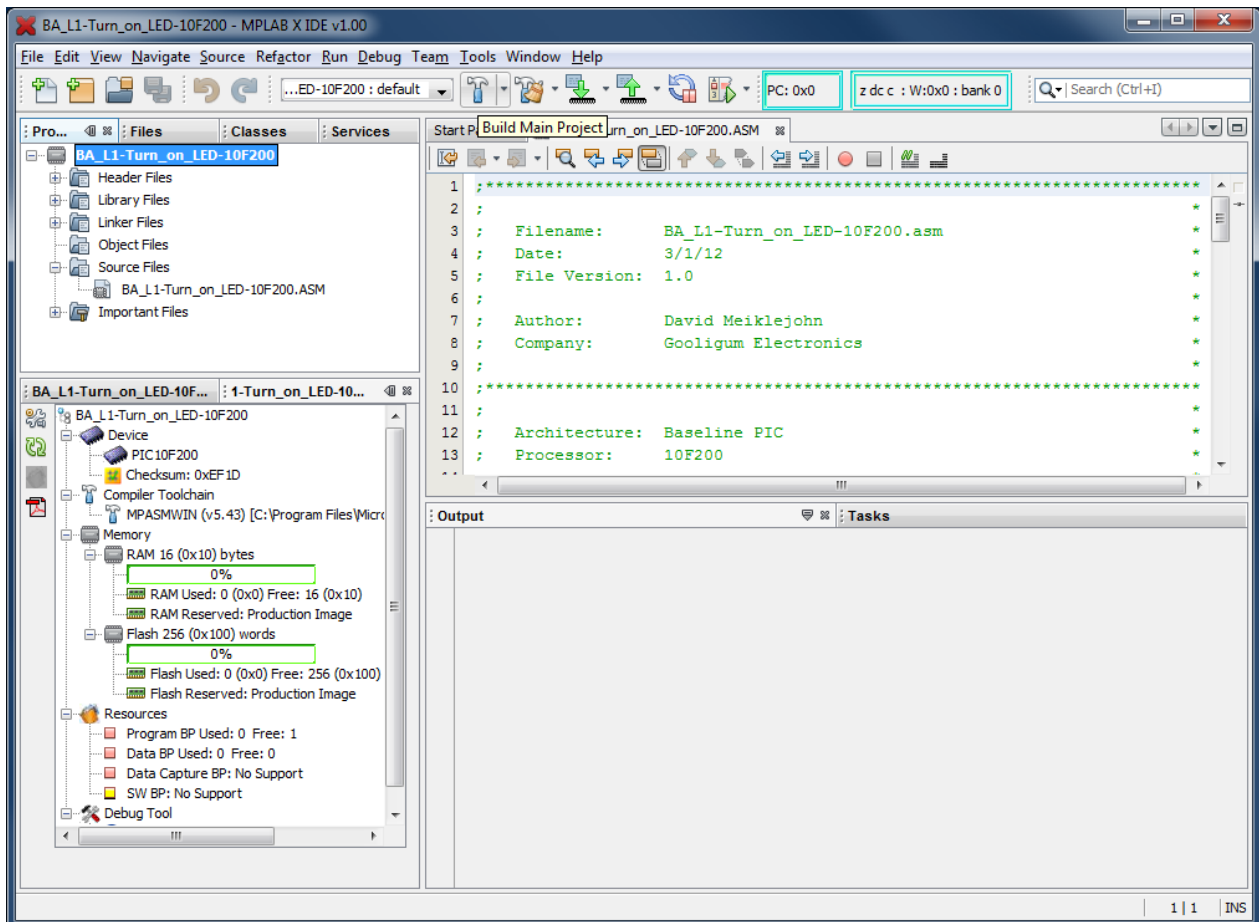 BA_L1-Turn_on_LED-10F200 - MPLAB X IDE v1.00
File Edit View Navigate Source Refactor Run Debug Team Tools Window Help
...ED-10F200 : default
PC: 0x0
z dc c : W:0x0 : bank 0
Search (Ctrl+I)
Build Main Project
Pro... Files Classes Services
BA_L1-Turn_on_LED-10F200
Header Files
Library Files
Linker Files
Object Files
Source Files
BA_L1-Turn_on_LED-10F200.ASM
Important Files
Start P urn_on_LED-10F200.ASM
1 ;************************************************************************
2 ; *
3 ; Filename: BA_L1-Turn_on_LED-10F200.asm *
4 ; Date: 3/1/12 *
5 ; File Version: 1.0 *
6 ; *
7 ; Author: David Meiklejohn *
8 ; Company: Gooligum Electronics *
9 ; *
10 ;************************************************************************
11 ; *
12 ; Architecture: Baseline PIC *
13 ; Processor: 10F200 *
BA_L1-Turn_on_LED-10F... 1-Turn_on_LED-10...
BA_L1-Turn_on_LED-10F200
Device
PIC10F200
Checksum: 0xEF1D
Compiler Toolchain
MPASMWIN (v5.43) [C:\Program Files\Micro
Memory
RAM 16 (0x10) bytes
0%
RAM Used: 0 (0x0) Free: 16 (0x10)
RAM Reserved: Production Image
Flash 256 (0x100) words
0%
Flash Used: 0 (0x0) Free: 256 (0x100)
Flash Reserved: Production Image
Resources
Program BP Used: 0 Free: 1
Data BP Used: 0 Free: 0
Data Capture BP: No Support
SW BP: No Support
Debug Tool
Output
Tasks
1 | 1 INS